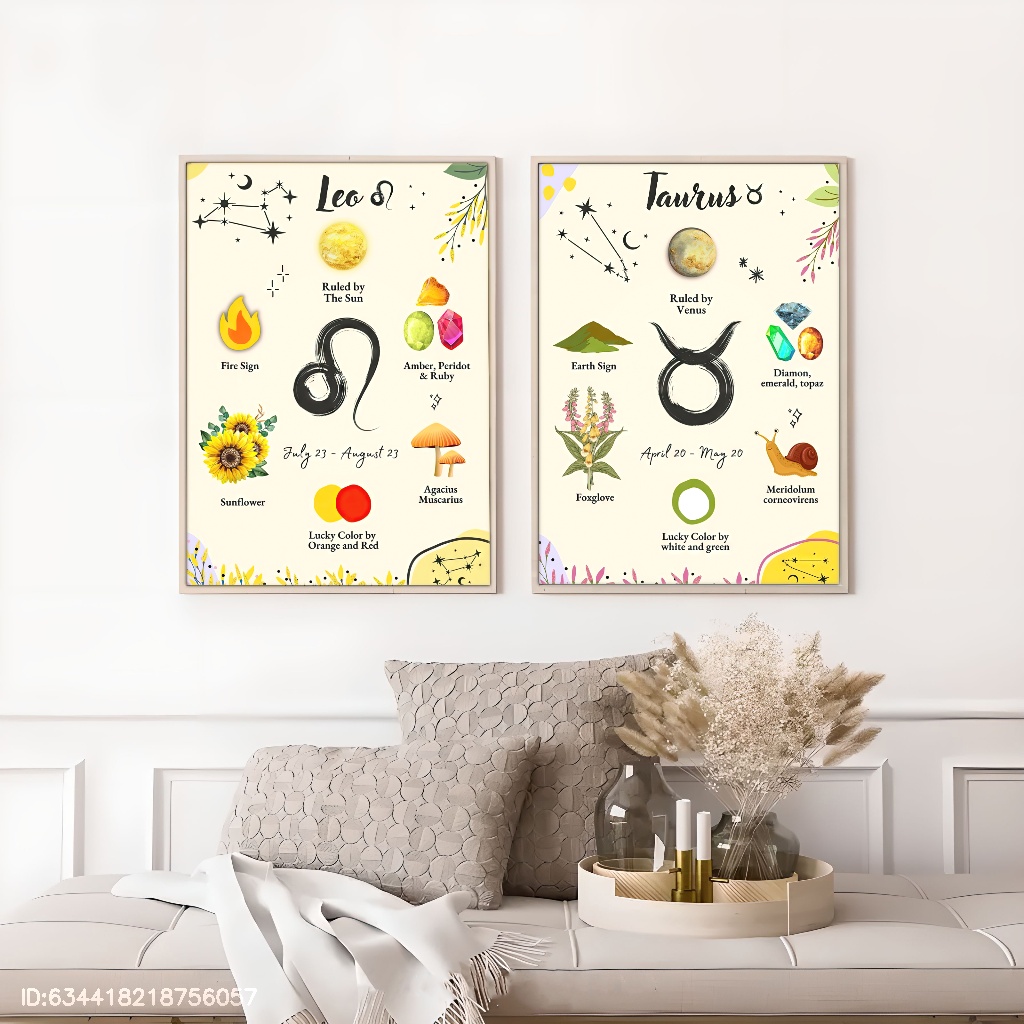 Leo
Ruled by
The Sun
Fire Sign
Amber, Peridot
& Ruby
July 23 - August 23
Sunflower
Agacius
Muscarius
Lucky Color by
Orange and Red
Taurus
Ruled by
Venus
Earth Sign
Diamon,
emerald, topaz
April 20 - May 20
Foxglove
Meridolum
corneovirens
Lucky Color by
white and green
ID:634418218756057